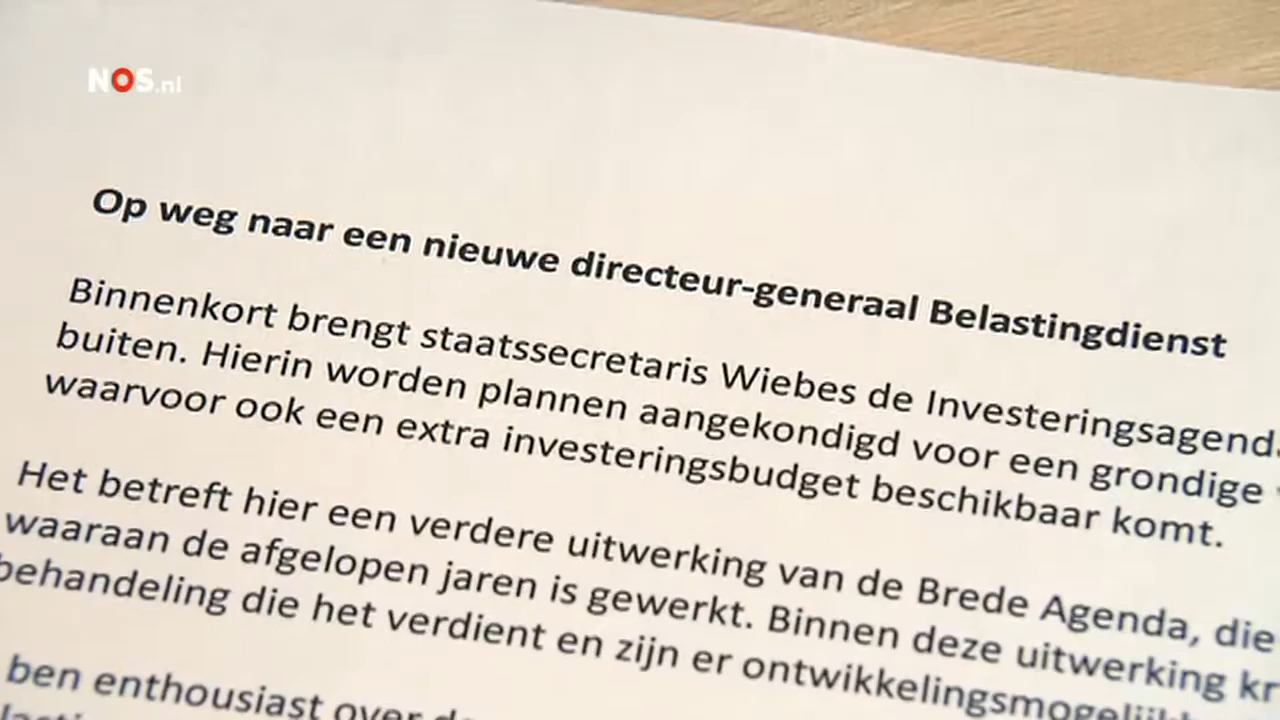 NOS.nl
Op weg naar een nieuwe directeur-generaal Belastingdienst
Binnenkort brengt staatssecretaris Wiebes de Investeringsagend
buiten. Hierin worden plannen aangekondigd voor een grondige
waarvoor ook een extra investeringsbudget beschikbaar komt.
Het betreft hier een verdere uitwerking van de Brede Agenda, die
waaraan de afgelopen jaren is gewerkt. Binnen deze uitwerking kr
behandeling die het verdient en zijn er
ben enthousiast over